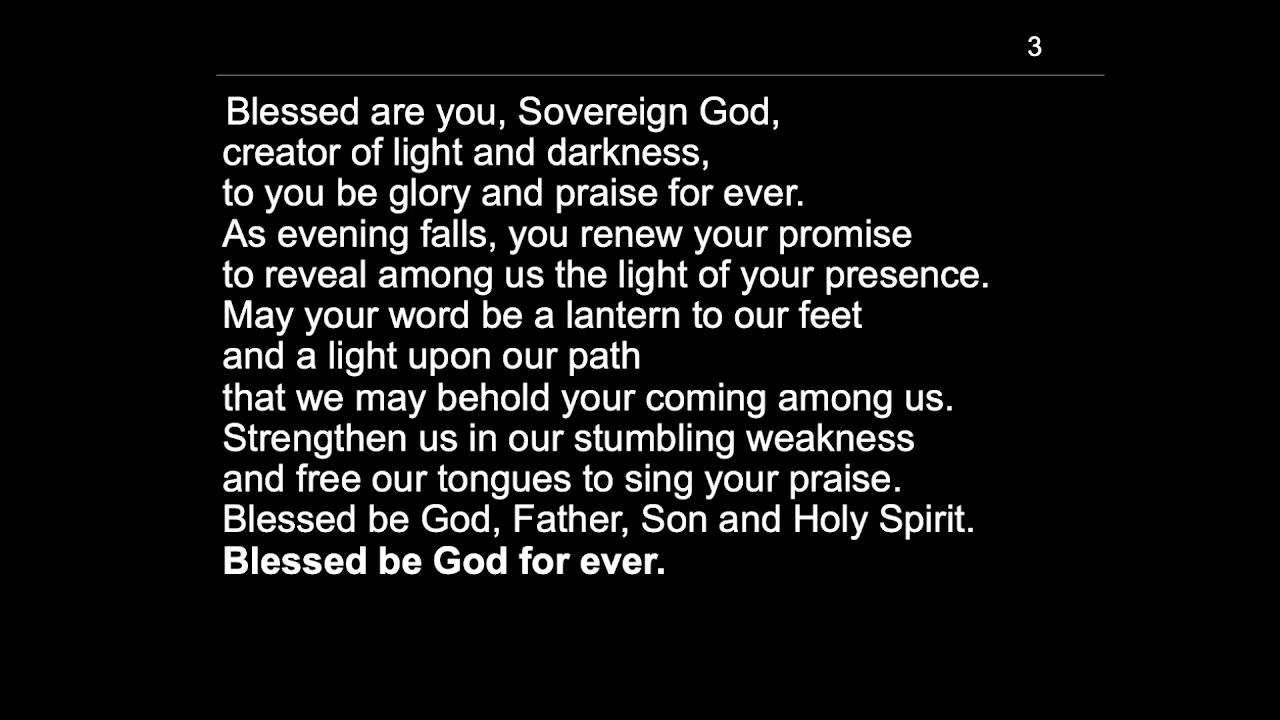 3
Blessed are you, Sovereign God,
creator of light and darkness,
to you be glory and praise for ever.
As evening falls, you renew your promise
to reveal among us the light of your presence.
May your word be a lantern to our feet
and a light upon our path
that we may behold your coming among us.
Strengthen us in our stumbling weakness
and free our tongues to sing your praise.
Blessed be God, Father, Son and Holy Spirit.
Blessed be God for ever.